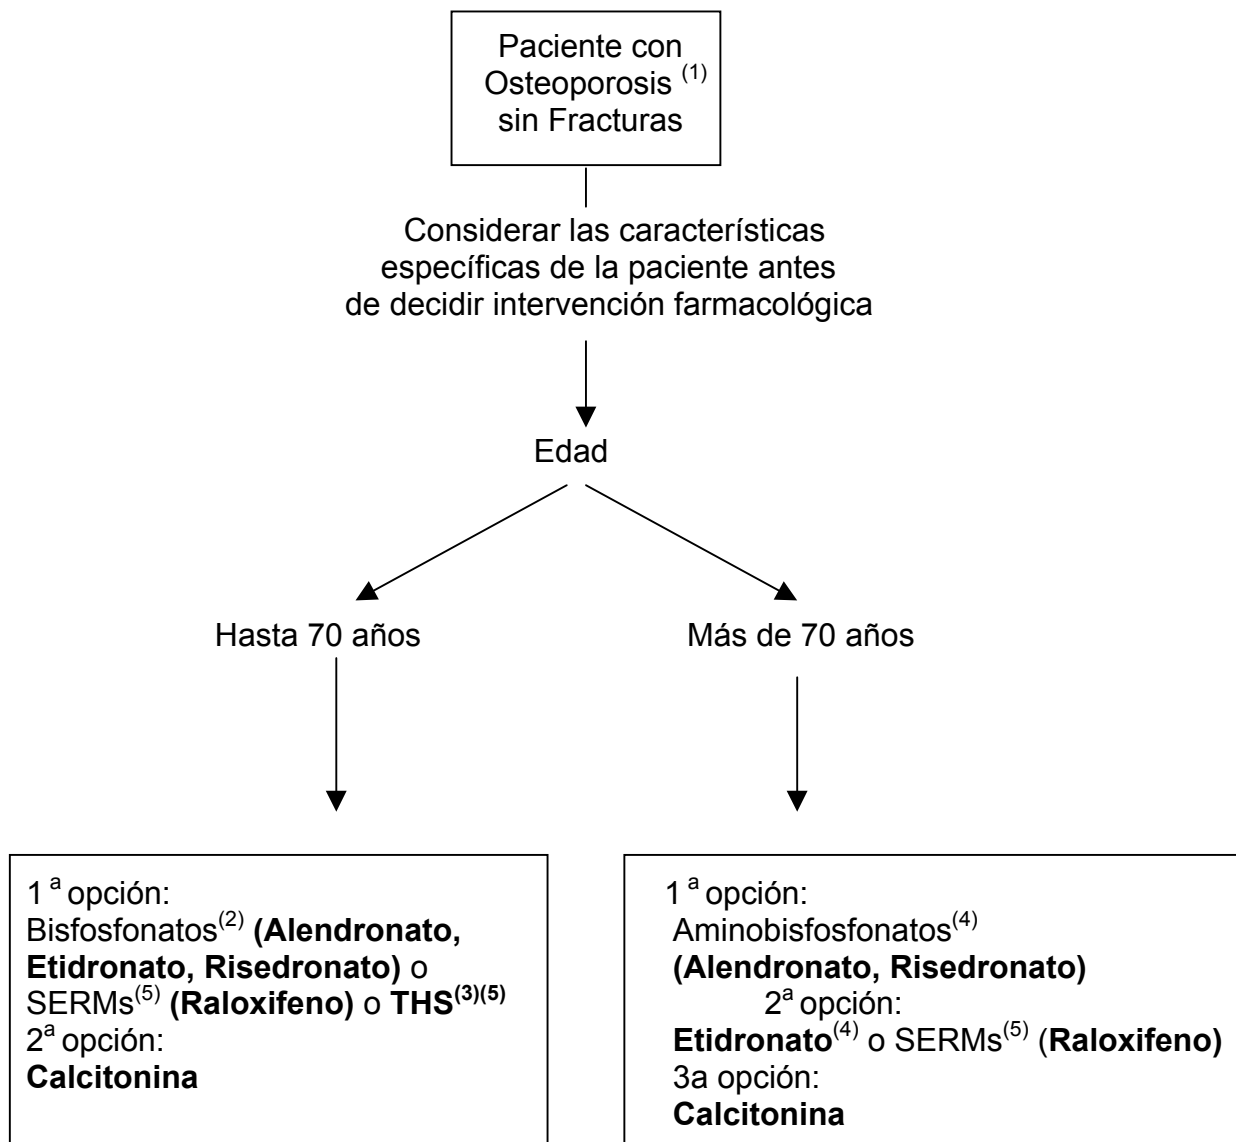 Paciente con
Osteoporosis (1)
sin Fracturas
Considerar las características
específicas de la paciente antes
de decidir intervención farmacológica
Edad
Hasta 70 años
Más de 70 años
1 ª opción:
Bisfosfonatos(2) (Alendronato,
Etidronato, Risedronato) o
SERMs(5) (Raloxifeno) o THS(3)(5)
2ª opción:
Calcitonina
1 ª opción:
Aminobisfosfonatos(4)
(Alendronato, Risedronato)
2ª opción:
Etidronato(4) o SERMs(5) (Raloxifeno)
3a opción:
Calcitonina